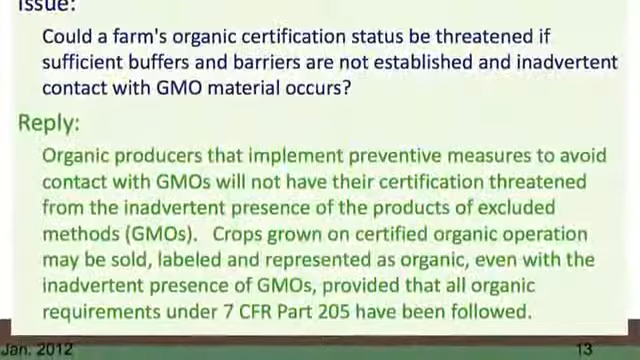 Issue:
Could a farm's organic certification status be threatened if
sufficient buffers and barriers are not established and inadvertent
contact with GMO material occurs?
Reply:
Organic producers that implement preventive measures to avoid
contact with GMOs will not have their certification threatened
from the inadvertent presence of the products of excluded
methods (GMOs).   Crops grown on certified organic operation
may be sold, labeled and represented as organic, even with the
inadvertent presence of GMOs, provided that all organic
requirements under 7 CFR Part 205 have been followed.
Jan. 2012
13